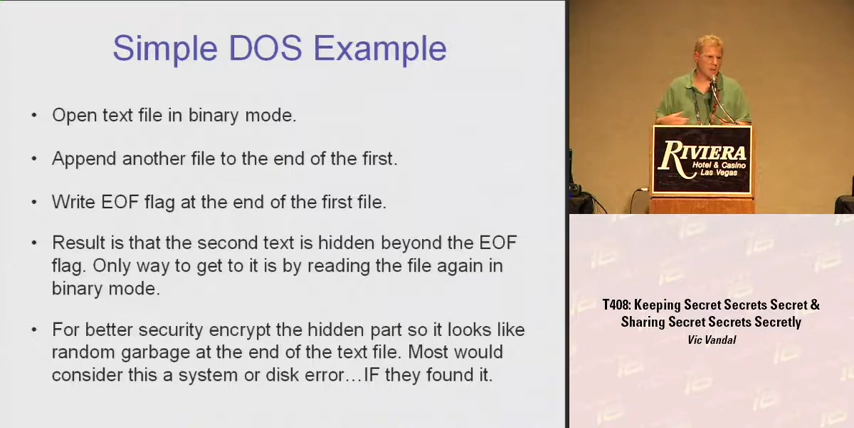 Simple DOS Example
• Open text file in binary mode.
• Append another file to the end of the first.
• Write EOF flag at the end of the first file.
• Result is that the second text is hidden beyond the EOF
flag. Only way to get to it is by reading the file again in
binary mode.
• For better security encrypt the hidden part so it looks like
random garbage at the end of the text file. Most would
consider this a system or disk error…IF they found it.
RIVIERA
Hotel & Casino
Las Vegas
T408: Keeping Secret Secrets Secret &
Sharing Secret Secrets Secretly
Vic Vandal